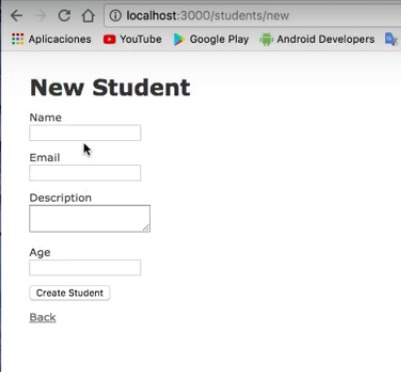 localhost:3000/students/new
Aplicaciones YouTube Google Play Android Developers
New Student
Name
Email
Description
Age
Create Student
Back